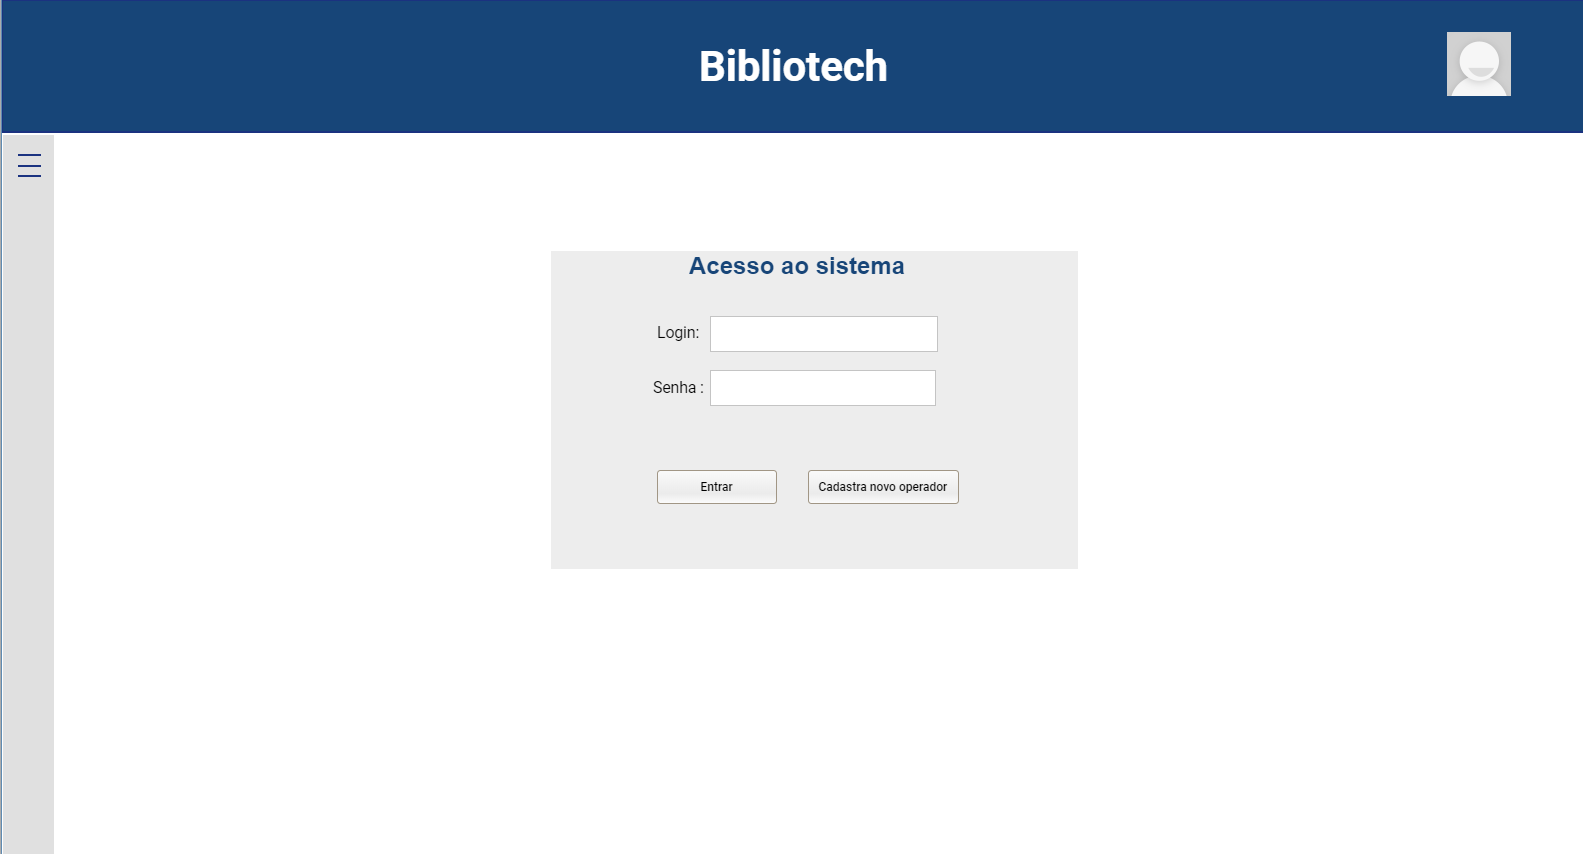 Bibliotech
Acesso ao sistema
Login:
Senha :
Entrar
Cadastra novo operador